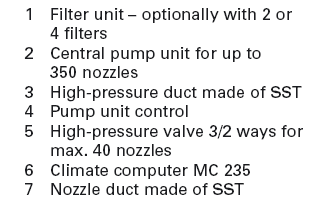 1 Filter unit – optionally with 2 or
4 filters
2 Central pump unit for up to
350 nozzles
3 High-pressure duct made of SST
4 Pump unit control
5 High-pressure valve 3/2 ways for
max. 40 nozzles
6 Climate computer MC 235
7 Nozzle duct made of SST